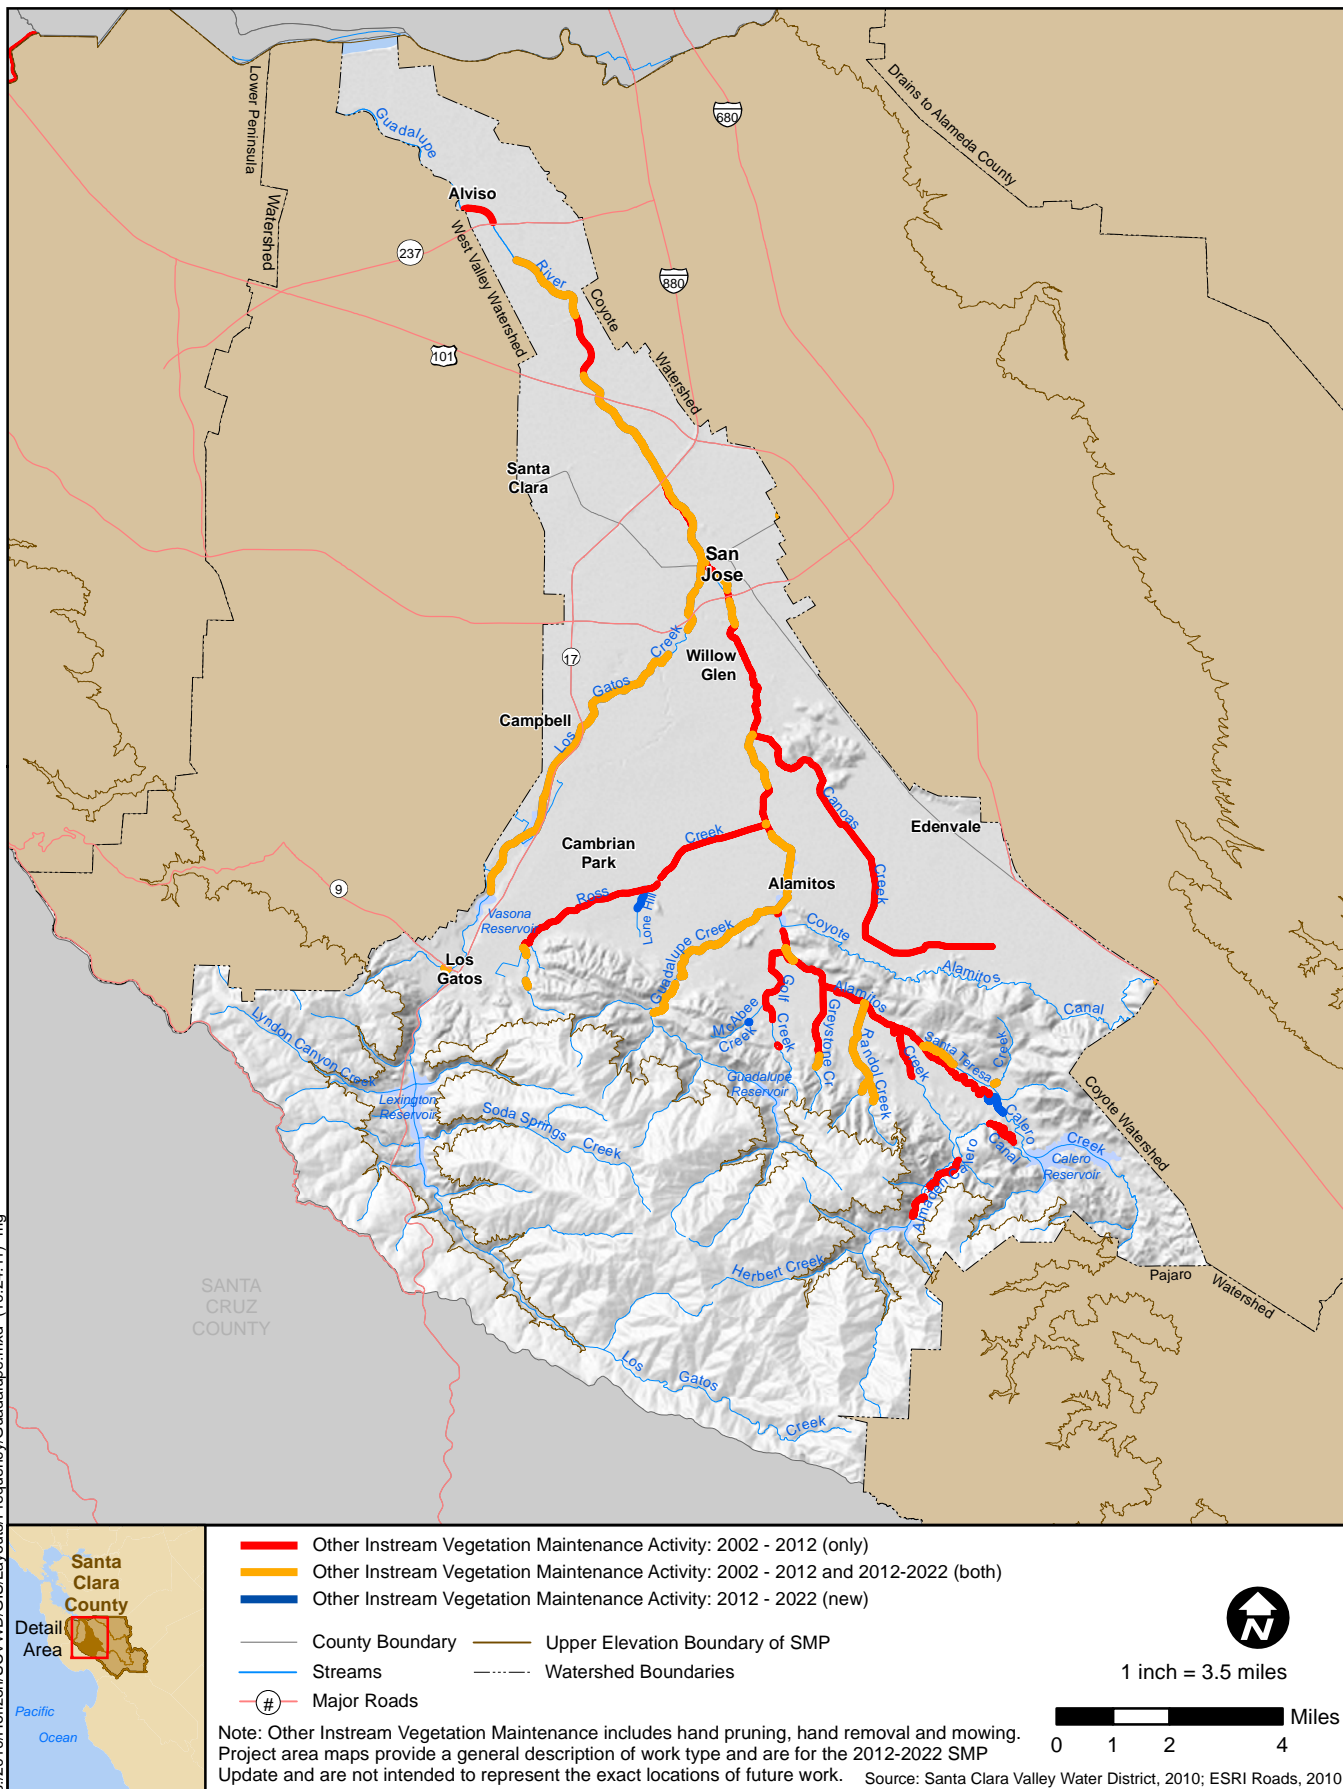 Lower Peninsula
Watershed
Guadalupe
River
680
Drains to Alameda County
Alviso
237
West Valley Watershed
880
Coyote
Watershed
101
Santa
Clara
San
Jose
17
Creek
Gatos
Los
Willow
Glen
Campbell
Canoas
Creek
Edenvale
Cambrian
Park
Creek
Ross
Alamitos
9
Vasona
Reservoir
Lone Hill
Guadalupe Creek
Coyote
Alamitos
Canal
Los
Gatos
Lyndon Canyon Creek
McAbee
Creek
Golf Creek
Greystone Cr
Alamitos
Creek
Randol Creek
Santa Teresa
Creek
Guadalupe
Reservoir
Lexington
Reservoir
Soda Springs Creek
Calero
Creek
Calero
Reservoir
Almaden Calero
Canal
Coyote Watershed
Herbert Creek
Pajaro
Watershed
SANTA
CRUZ
COUNTY
Los Gatos Creek
Santa
Clara
County
Detail
Area
Pacific
Ocean
Other Instream Vegetation Maintenance Activity: 2002 - 2012 (only)
Other Instream Vegetation Maintenance Activity: 2002 - 2012 and 2012-2022 (both)
Other Instream Vegetation Maintenance Activity: 2012 - 2022 (new)
County Boundary
Upper Elevation Boundary of SMP
Streams
Watershed Boundaries
#
Major Roads
N
1 inch = 3.5 miles
Miles
0 1 2 4
Note: Other Instream Vegetation Maintenance includes hand pruning, hand removal and mowing.
Project area maps provide a general description of work type and are for the 2012-2022 SMP
Update and are not intended to represent the exact locations of future work.
Source: Santa Clara Valley Water District, 2010; ESRI Roads, 2010